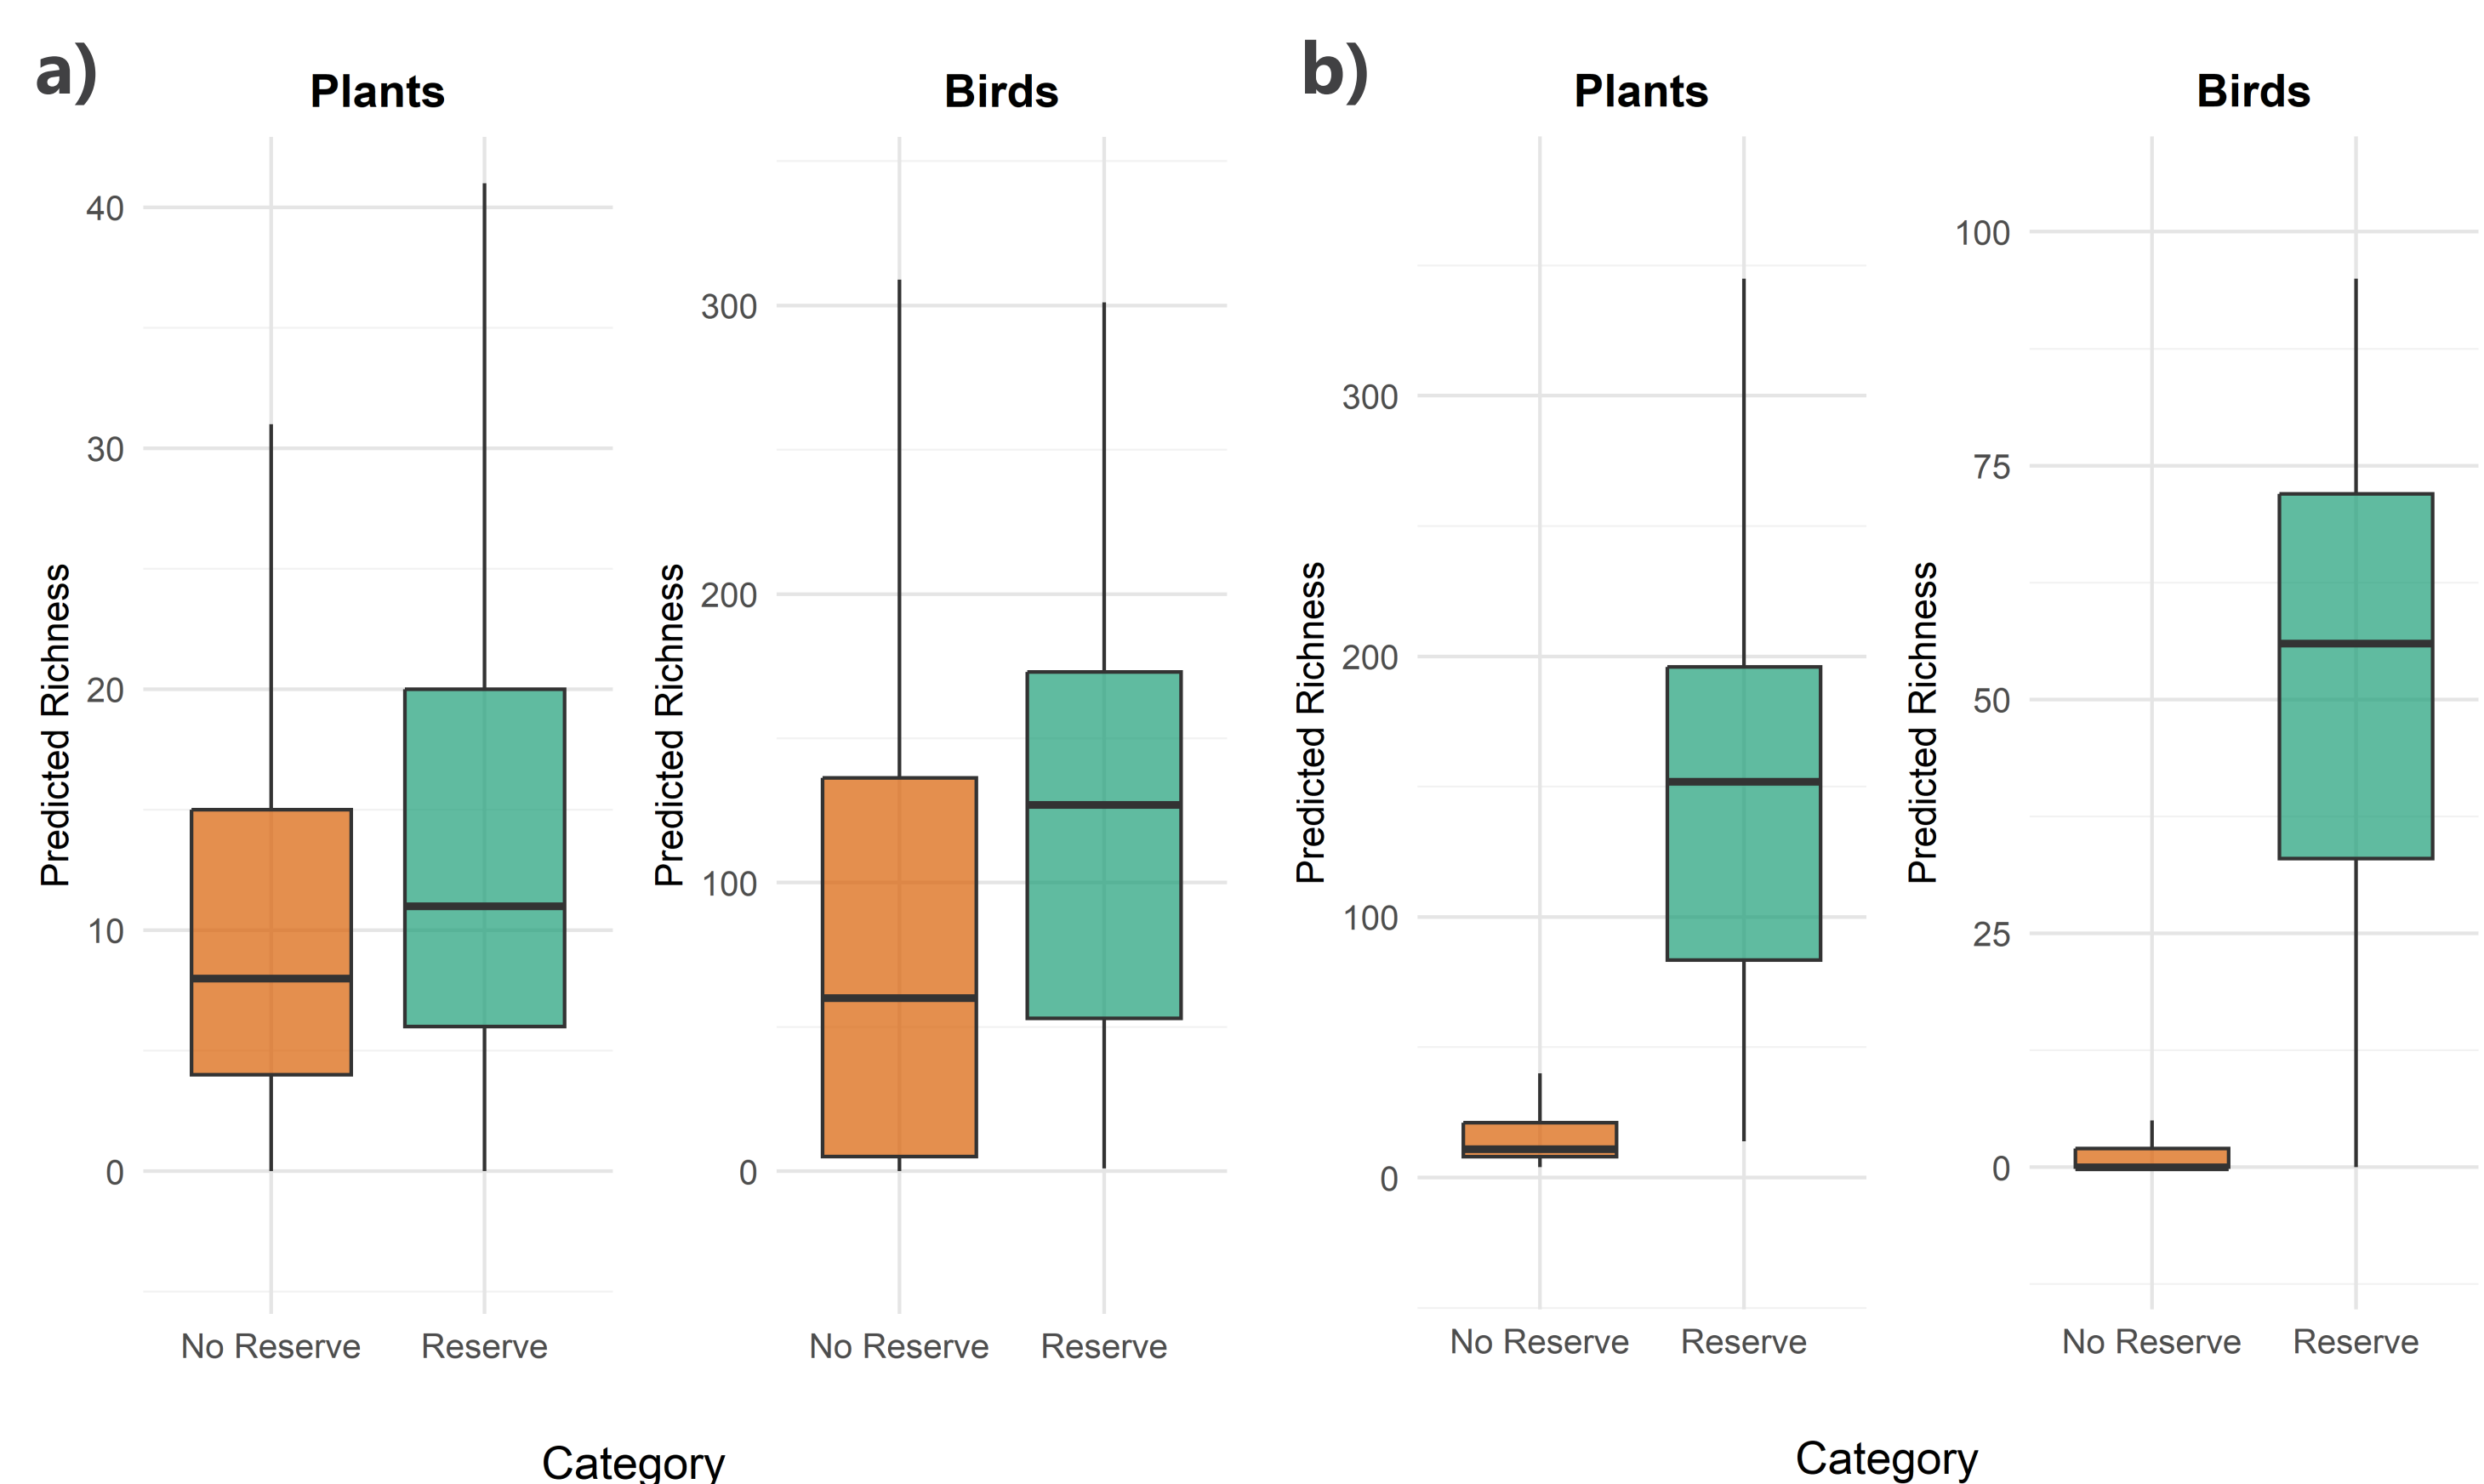 a)
Plants
Birds
Predicted Richness
40
30
20
10
0
No Reserve
Reserve
Predicted Richness
300
200
100
0
No Reserve
Reserve
Category
b)
Plants
Birds
Predicted Richness
300
200
100
0
No Reserve
Reserve
Predicted Richness
100
75
50
25
0
No Reserve
Reserve
Category